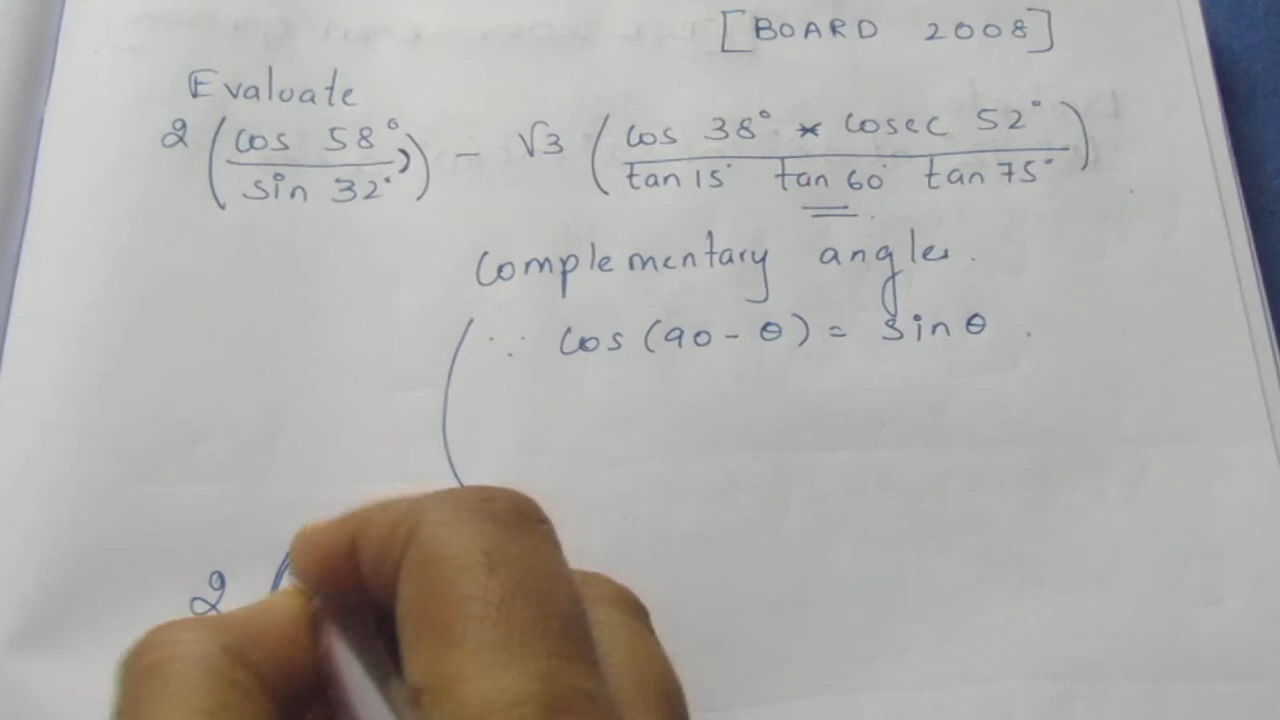 [BOARD 2008]
Evaluate
2 (cos 58° / sin 32°) - √3 (cos 38° * cosec 52° / tan 15° tan 60° tan 75°)
complementary angles.
(∵ cos (90 - θ) = sin θ.
2 (